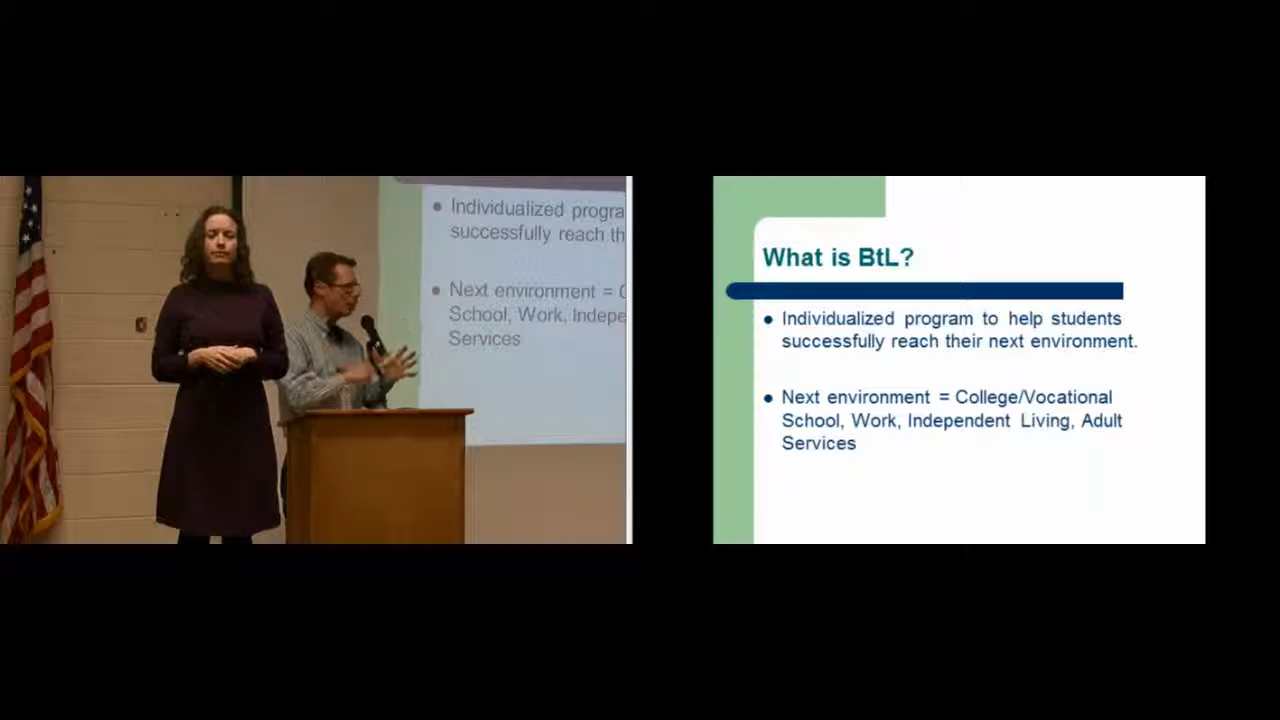 Individualized progra
successfully reach th
Next environment = C
School, Work, Indepe
Services
What is BtL?
Individualized program to help students
successfully reach their next environment.
Next environment = College/Vocational
School, Work, Independent Living, Adult
Services